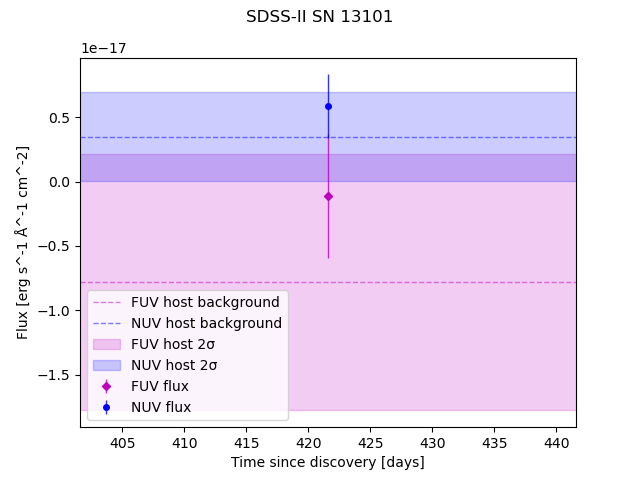 SDSS-II SN 13101
1e−17
Flux [erg s^-1 Å^-1 cm^-2]
0.5
0.0
−0.5
−1.0
−1.5
FUV host background
NUV host background
FUV host 2σ
NUV host 2σ
FUV flux
NUV flux
405 410 415 420 425 430 435 440
Time since discovery [days]